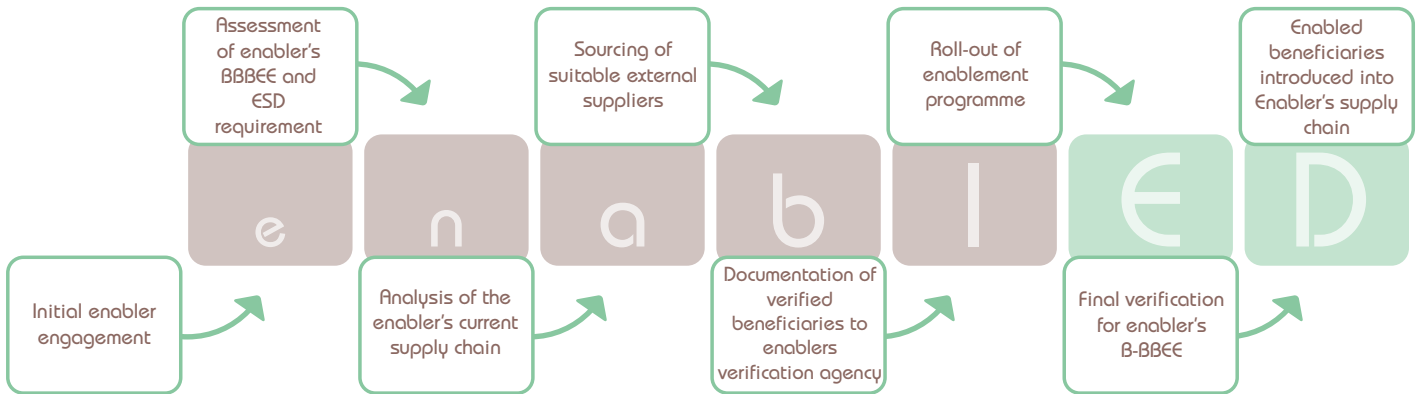 Initial enabler
engagement
Assessment
of enabler's
BBBEE and
ESD
requirement
Analysis of the
enabler's current
supply chain
Sourcing of
suitable external
suppliers
Documentation of
verified
beneficiaries to
enablers
verification agency
Roll-out of
enablement
programme
Final verification
for enabler's
B-BBEE
Enabled
beneficiaries
introduced into
Enabler's supply
chain
e n a b l E D